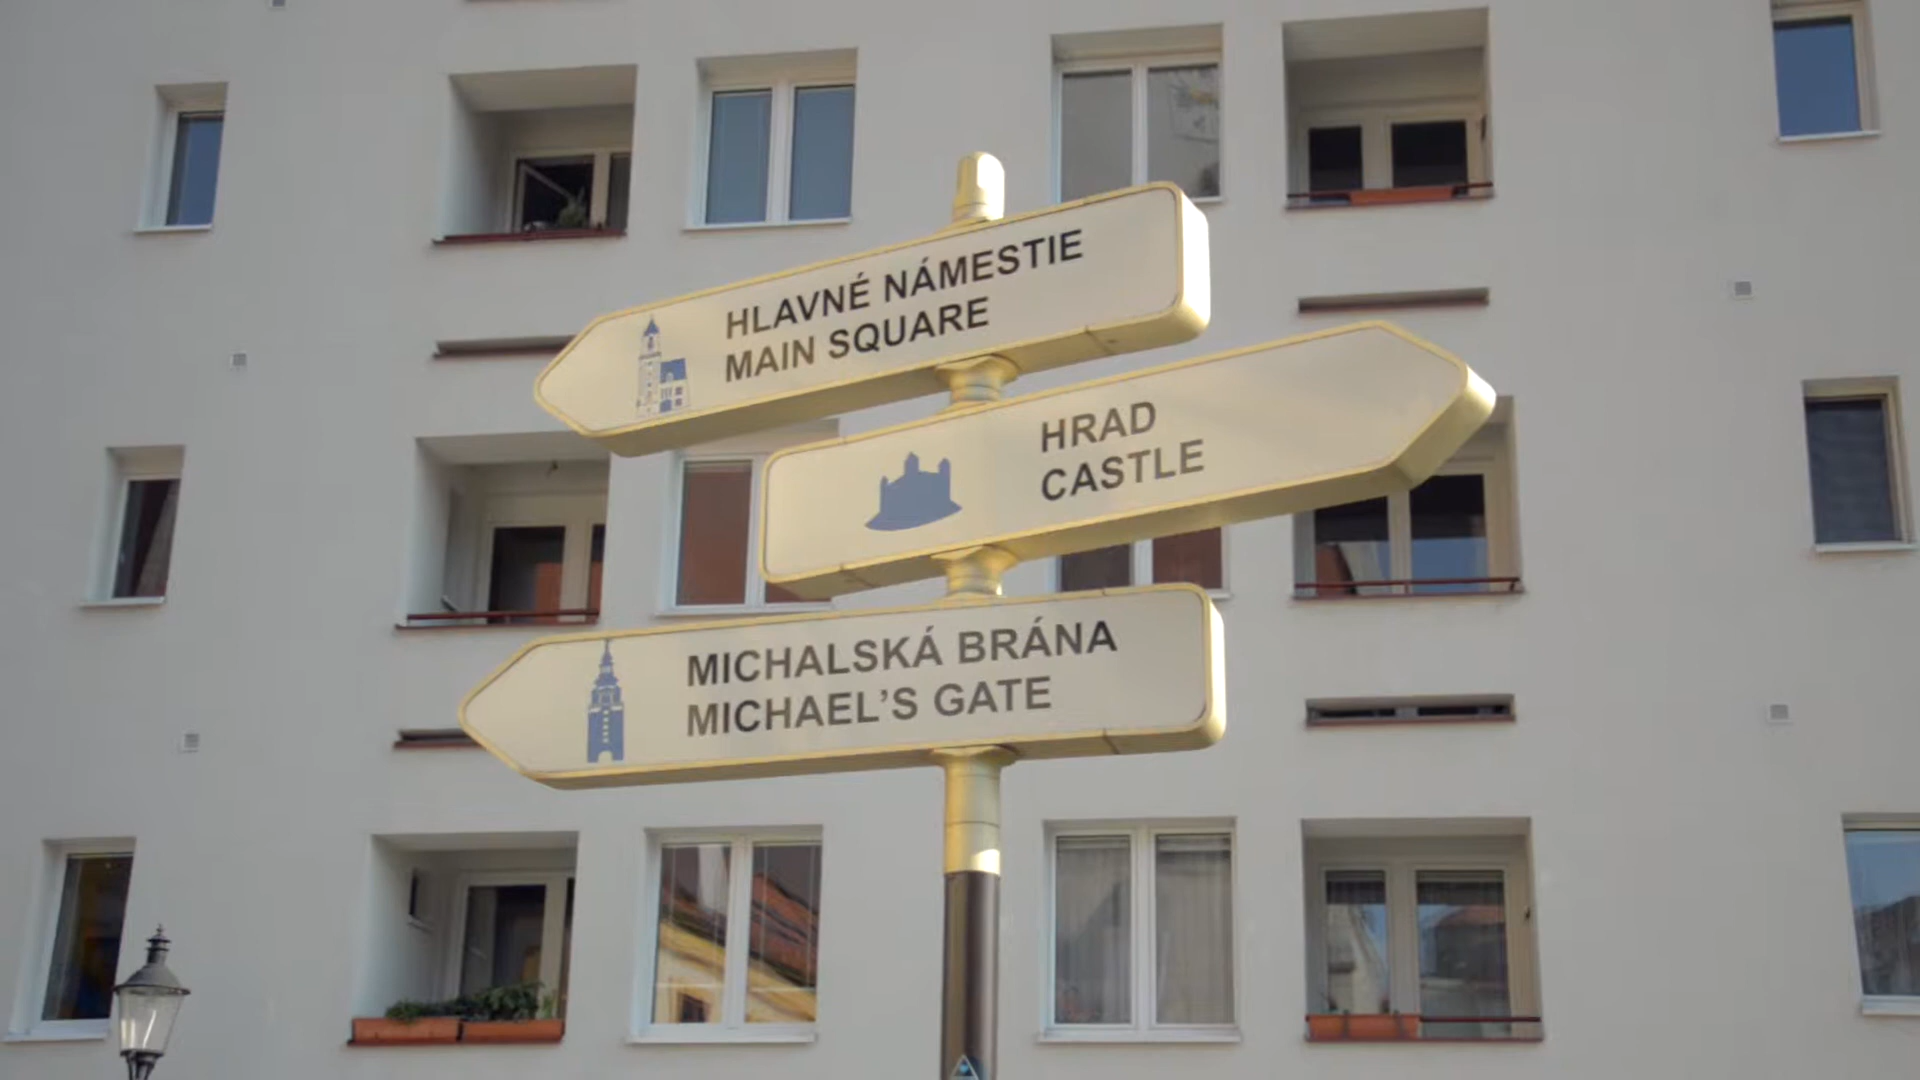 HLAVNÉ NÁMESTIE
MAIN SQUARE
HRAD
CASTLE
MICHALSKÁ BRÁNA
MICHAEL'S GATE